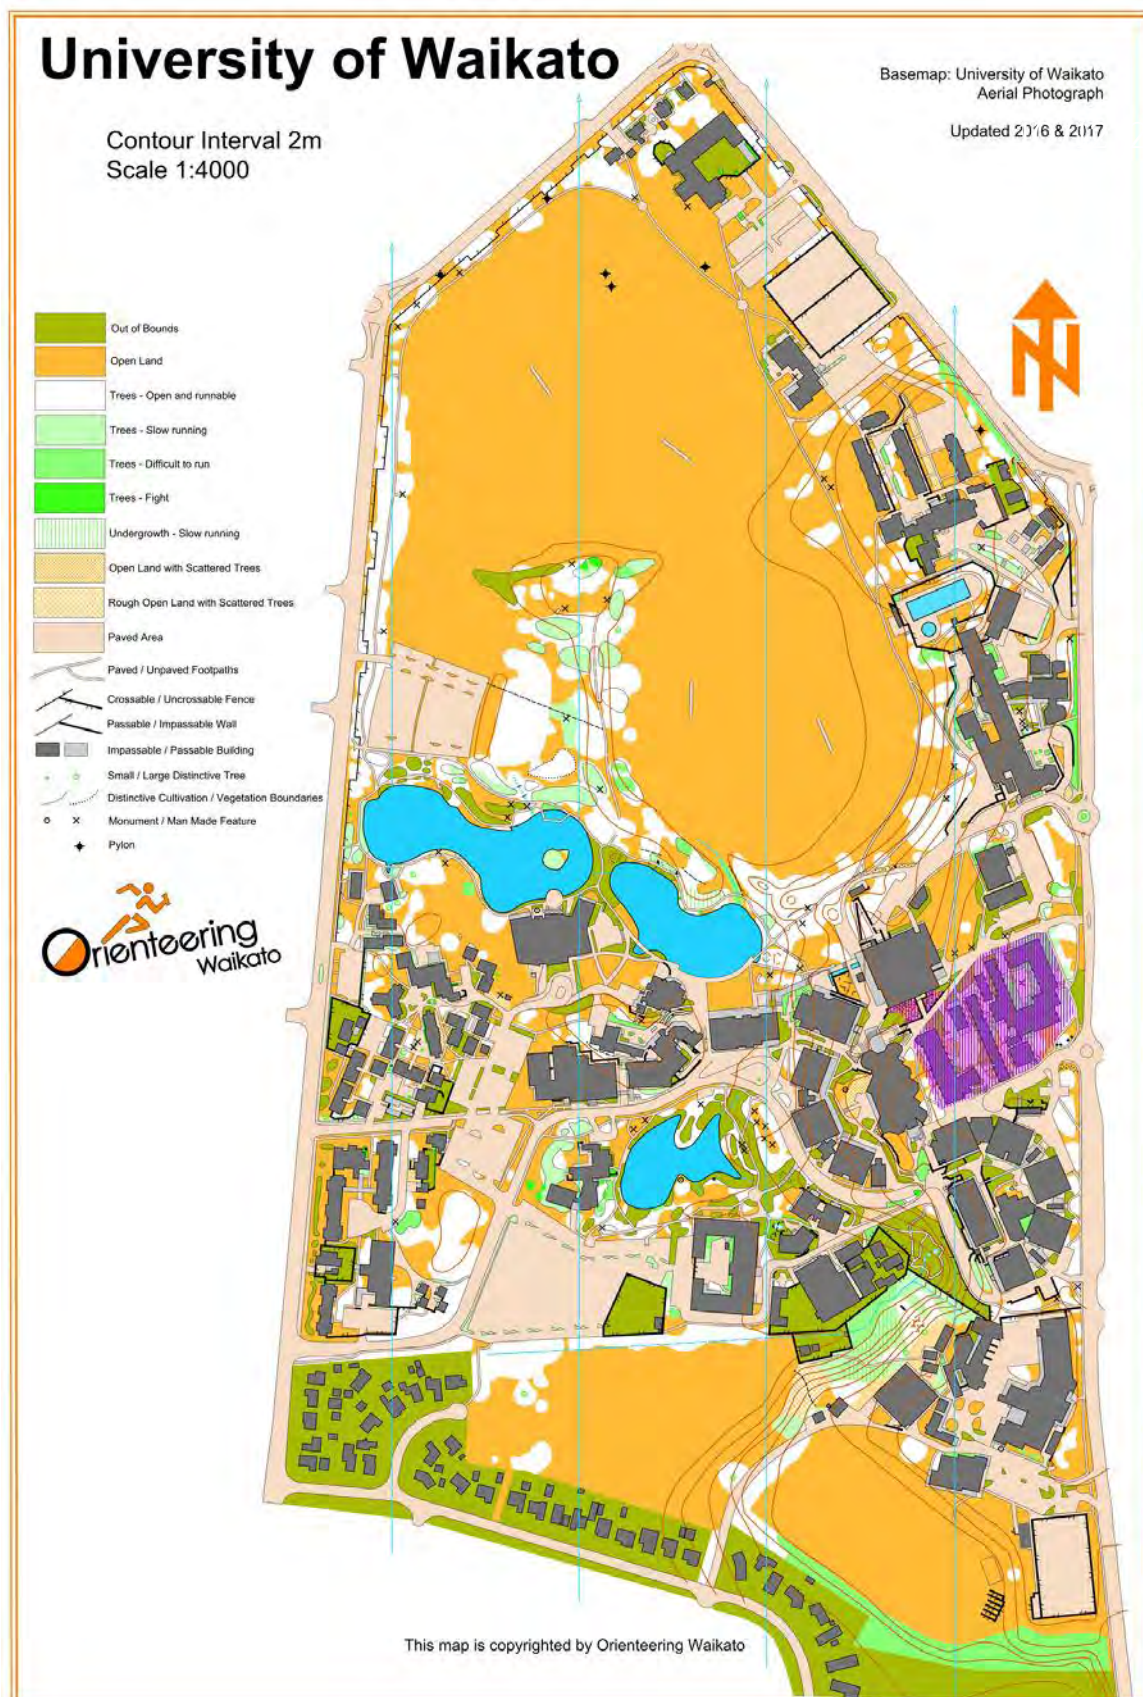 University of Waikato
Basemap: University of Waikato
Aerial Photograph
Updated 2016 & 2017
Contour Interval 2m
Scale 1:4000
N
Out of Bounds
Open Land
Trees - Open and runnable
Trees - Slow running
Trees - Difficult to run
Trees - Fight
Undergrowth - Slow running
Open Land with Scattered Trees
Rough Open Land with Scattered Trees
Paved Area
Paved / Unpaved Footpaths
Crossable / Uncrossable Fence
Passable / Impassable Wall
Impassable / Passable Building
Small / Large Distinctive Tree
Distinctive Cultivation / Vegetation Boundaries
Monument / Man Made Feature
Pylon
Orienteering
Waikato
This map is copyrighted by Orienteering Waikato